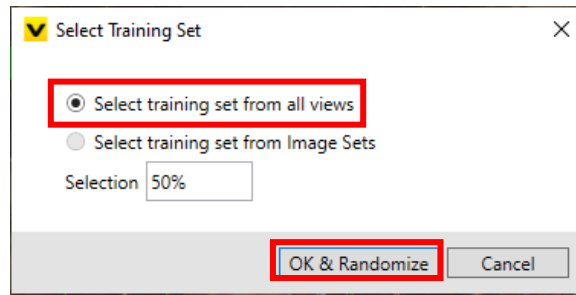 Select Training Set
Select training set from all views
Select training set from Image Sets
Selection 50%
OK & Randomize Cancel